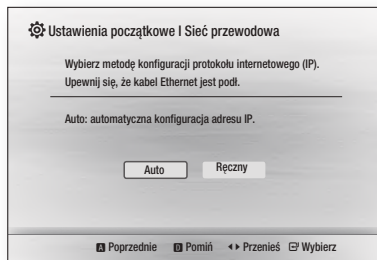 Ustawienia początkowe I Sieć przewodowa
Wybierz metodę konfiguracji protokołu internetowego (IP).
Upewnij się, że kabel Ethernet jest podł.
Auto: automatyczna konfiguracja adresu IP.
Auto Ręczny
A Poprzednie D Pomiń Przenieś Wybierz